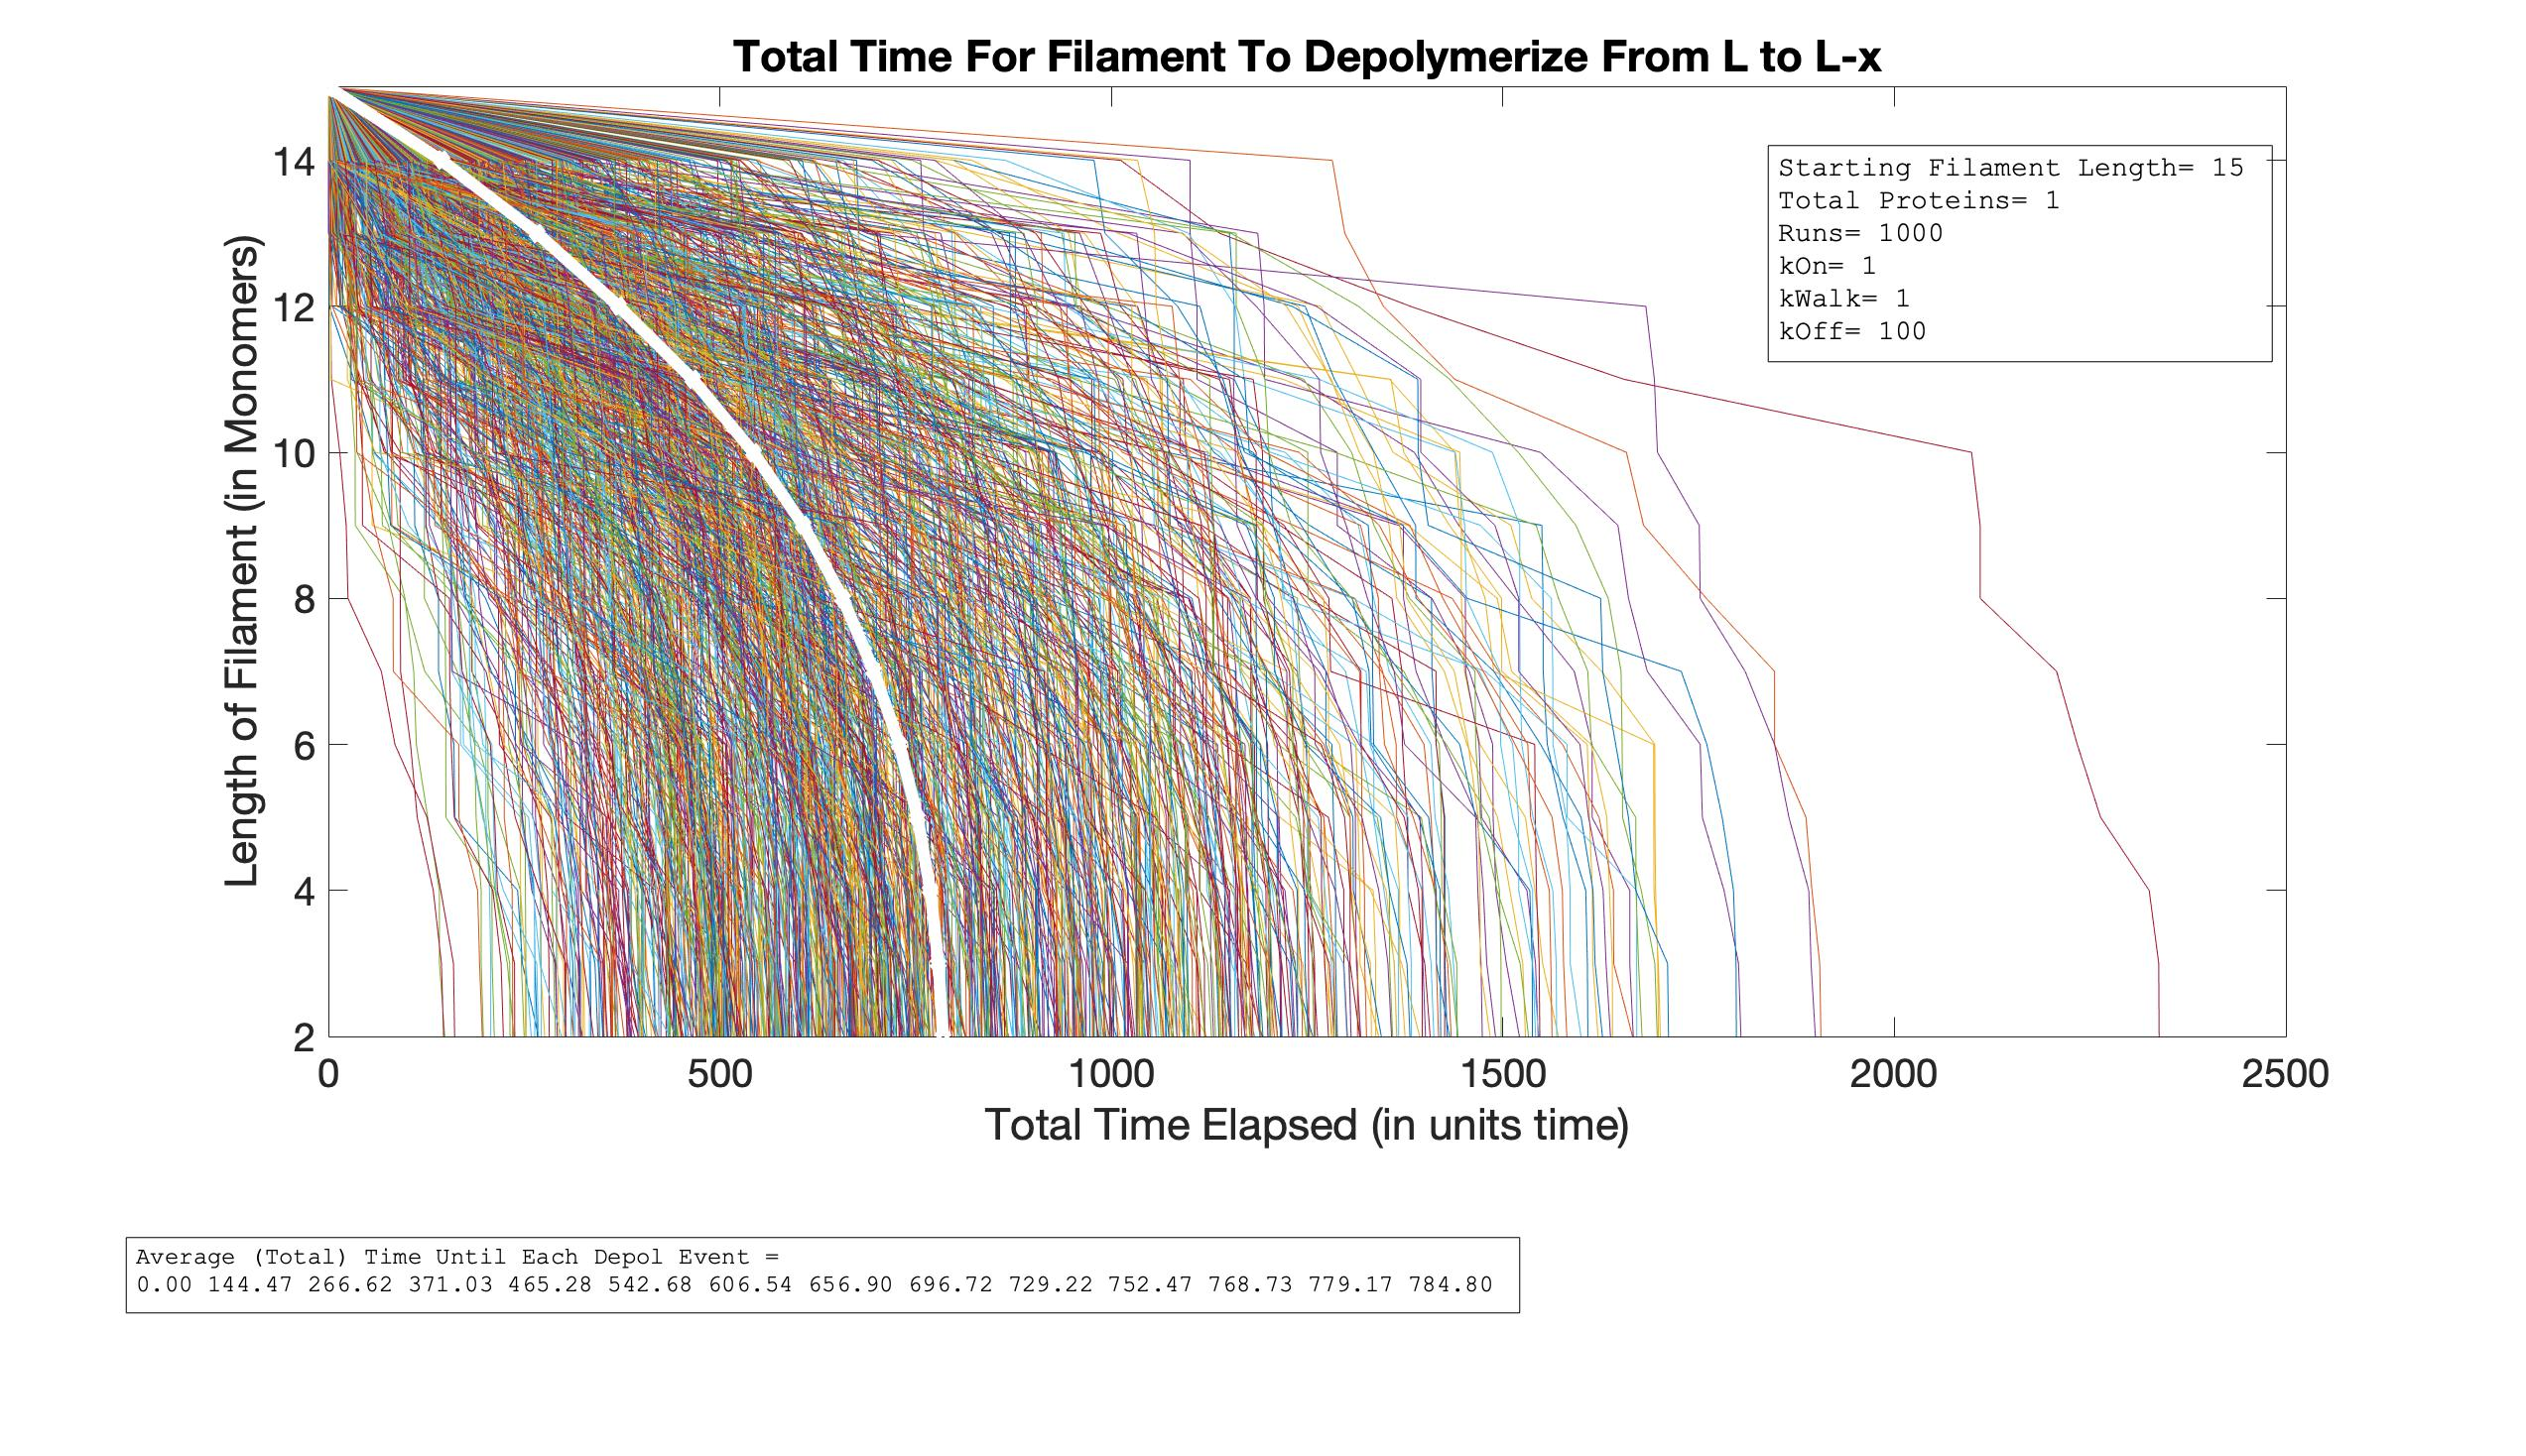 Total Time For Filament To Depolymerize From L to L-x
Length of Filament (in Monomers)
14
12
10
8
6
4
2
Starting Filament Length= 15
Total Proteins= 1
Runs= 1000
kOn= 1
kWalk= 1
kOff= 100
0 500 1000 1500 2000 2500
Total Time Elapsed (in units time)
Average (Total) Time Until Each Depol Event =
0.00 144.47 266.62 371.03 465.28 542.68 606.54 656.90 696.72 729.22 752.47 768.73 779.17 784.80